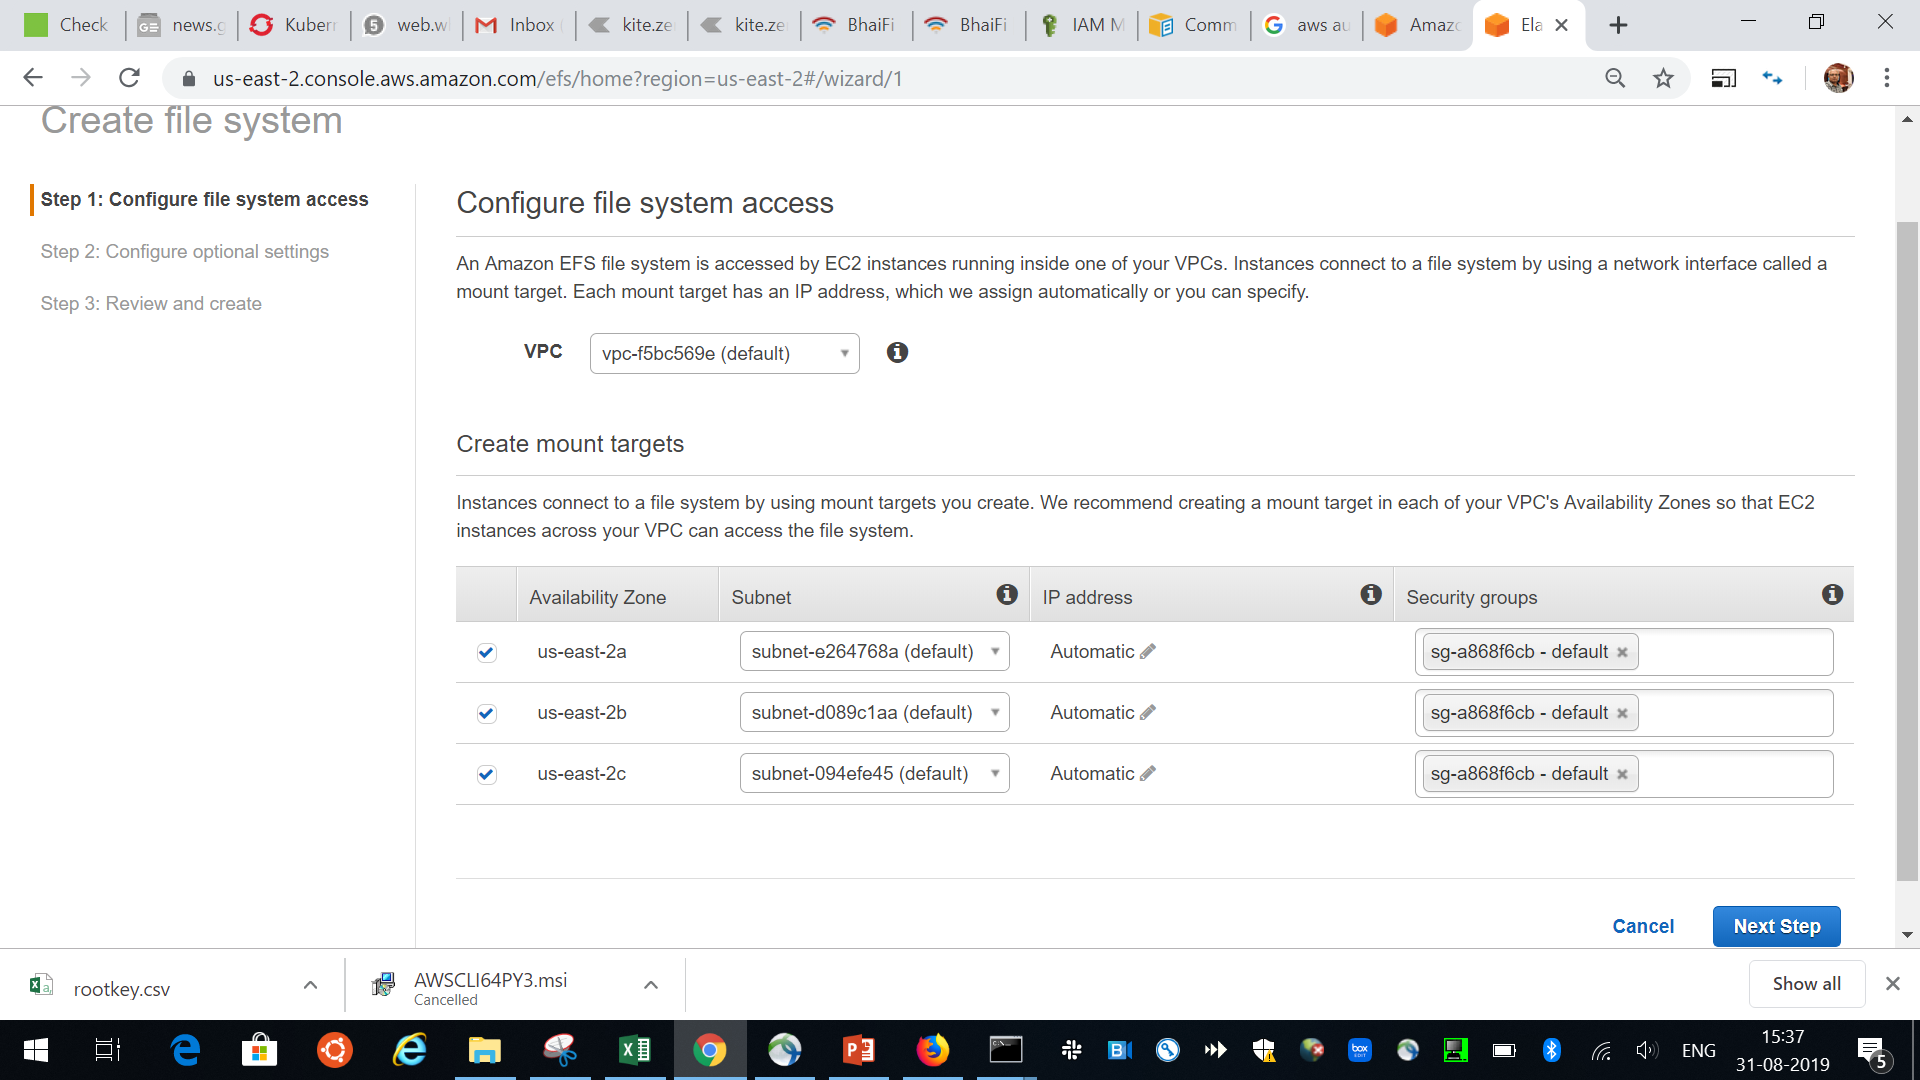 Check
news.g
Kubern
web.w
Inbox
kite.ze
kite.ze
BhaiFi
BhaiFi
IAM M
Comm
aws au
Amazo
Ela
us-east-2.console.aws.amazon.com/efs/home?region=us-east-2#/wizard/1
Create file system
Step 1: Configure file system access
Step 2: Configure optional settings
Step 3: Review and create
Configure file system access
An Amazon EFS file system is accessed by EC2 instances running inside one of your VPCs. Instances connect to a file system by using a network interface called a
mount target. Each mount target has an IP address, which we assign automatically or you can specify.
VPC vpc-f5bc569e (default)
Create mount targets
Instances connect to a file system by using mount targets you create. We recommend creating a mount target in each of your VPC's Availability Zones so that EC2
instances across your VPC can access the file system.
Availability Zone Subnet IP address Security groups
us-east-2a subnet-e264768a (default) Automatic sg-a868f6cb - default
us-east-2b subnet-d089c1aa (default) Automatic sg-a868f6cb - default
us-east-2c subnet-094efe45 (default) Automatic sg-a868f6cb - default
Cancel Next Step
rootkey.csv
AWSCLI64PY3.msi
Cancelled
Show all
ENG
15:37
31-08-2019
5